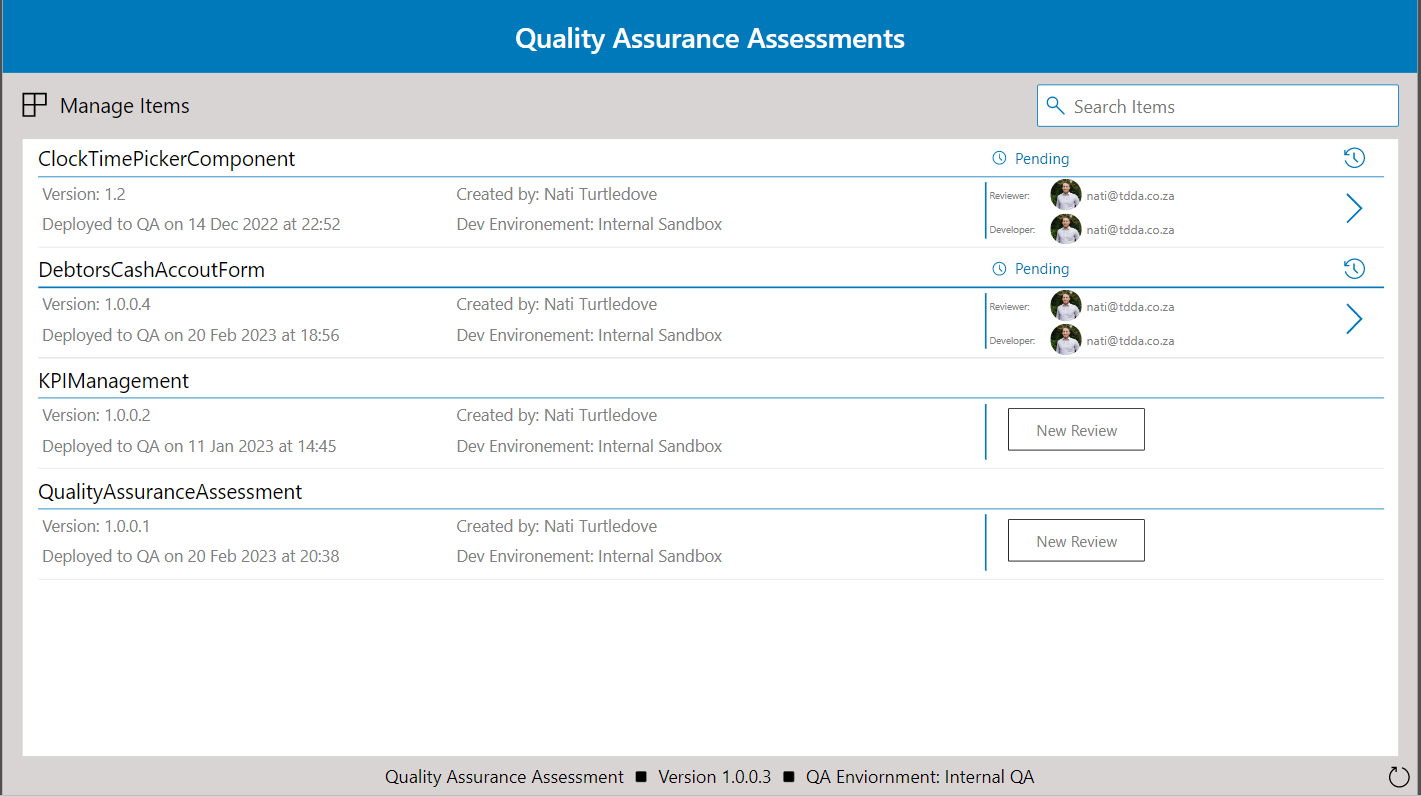 Quality Assurance Assessments
Manage Items
Search Items
ClockTimePickerComponent
Pending
Version: 1.2
Created by: Nati Turtledove
Reviewer: nati@tdda.co.za
Deployed to QA on 14 Dec 2022 at 22:52
Dev Environement: Internal Sandbox
Developer: nati@tdda.co.za
DebtorsCashAccoutForm
Pending
Version: 1.0.0.4
Created by: Nati Turtledove
Reviewer: nati@tdda.co.za
Deployed to QA on 20 Feb 2023 at 18:56
Dev Environement: Internal Sandbox
Developer: nati@tdda.co.za
KPIManagement
Version: 1.0.0.2
Created by: Nati Turtledove
New Review
Deployed to QA on 11 Jan 2023 at 14:45
Dev Environement: Internal Sandbox
QualityAssuranceAssessment
Version: 1.0.0.1
Created by: Nati Turtledove
New Review
Deployed to QA on 20 Feb 2023 at 20:38
Dev Environement: Internal Sandbox
Quality Assurance Assessment ■ Version 1.0.0.3 ■ QA Enviornment: Internal QA